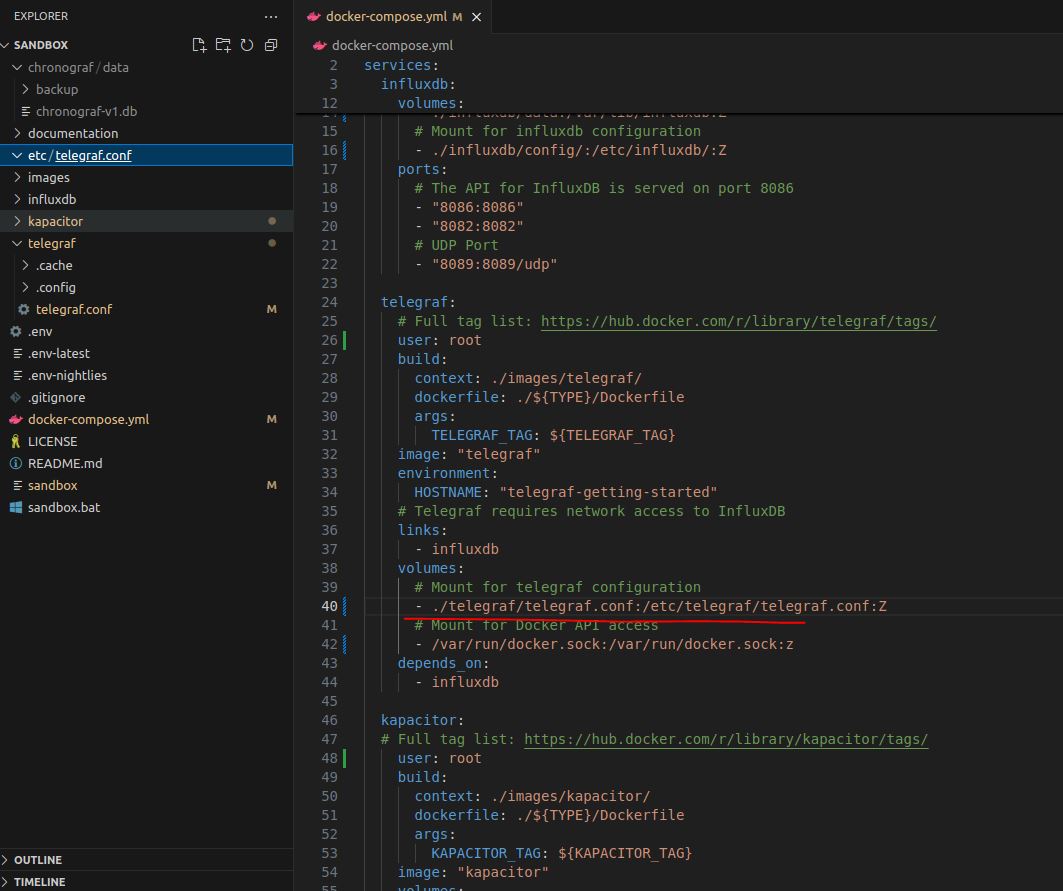 EXPLORER
SANDBOX
chronograf / data
backup
chronograf-v1.db
documentation
etc / telegraf.conf
images
influxdb
kapacitor
telegraf
.cache
.config
telegraf.conf M
.env
.env-latest
.env-nightlies
.gitignore
docker-compose.yml M
LICENSE
README.md
sandbox M
sandbox.bat
OUTLINE
TIMELINE
docker-compose.yml M
docker-compose.yml
2 services:
3 influxdb:
12 volumes:
14 - ./influxdb/data:/var/lib/influxdb:Z
15 # Mount for influxdb configuration
16 - ./influxdb/config/:/etc/influxdb/:Z
17 ports:
18 # The API for InfluxDB is served on port 8086
19 - "8086:8086"
20 - "8082:8082"
21 # UDP Port
22 - "8089:8089/udp"
23
24 telegraf:
25 # Full tag list: https://hub.docker.com/r/library/telegraf/tags/
26 user: root
27 build:
28 context: ./images/telegraf/
29 dockerfile: ./${TYPE}/Dockerfile
30 args:
31 TELEGRAF_TAG: ${TELEGRAF_TAG}
32 image: "telegraf"
33 environment:
34 HOSTNAME: "telegraf-getting-started"
35 # Telegraf requires network access to InfluxDB
36 links:
37 - influxdb
38 volumes:
39 # Mount for telegraf configuration
40 - ./telegraf/telegraf.conf:/etc/telegraf/telegraf.conf:Z
41 # Mount for Docker API access
42 - /var/run/docker.sock:/var/run/docker.sock:z
43 depends_on:
44 - influxdb
45
46 kapacitor:
47 # Full tag list: https://hub.docker.com/r/library/kapacitor/tags/
48 user: root
49 build:
50 context: ./images/kapacitor/
51 dockerfile: ./${TYPE}/Dockerfile
52 args:
53 KAPACITOR_TAG: ${KAPACITOR_TAG}
54 image: "kapacitor"
55 volumes: